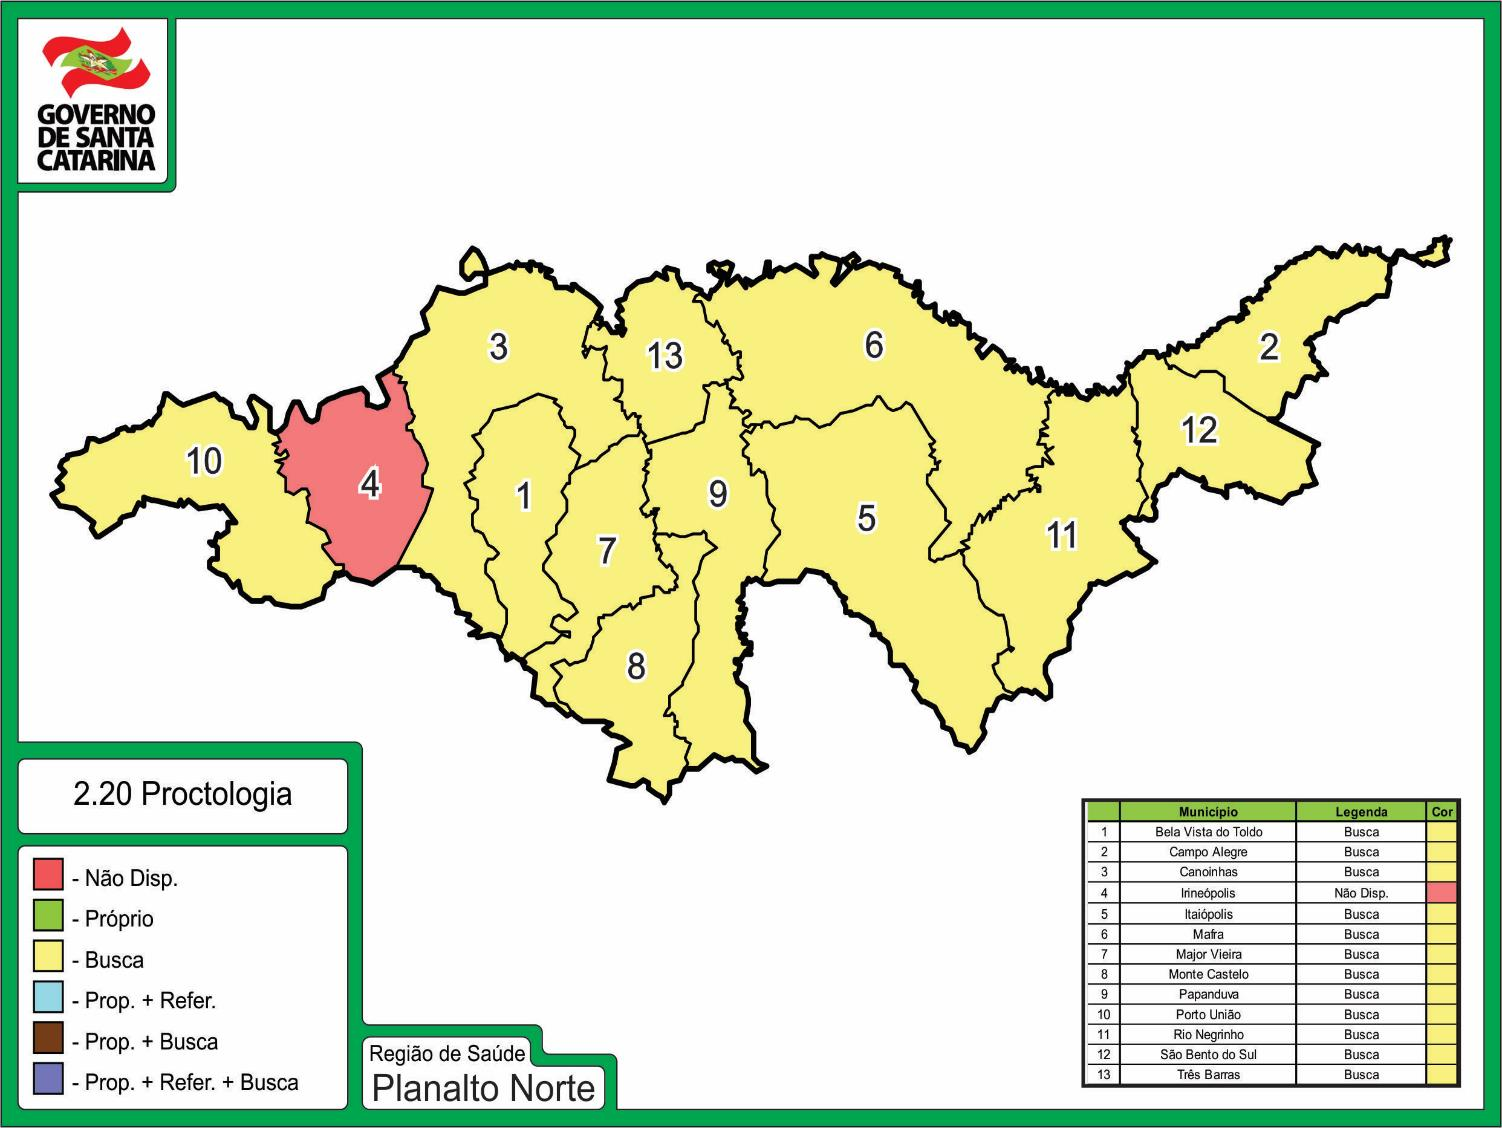 GOVERNO
DE SANTA
CATARINA
2
3
6
13
12
10
4
1
9
5
11
7
8
2.20 Proctologia
- Não Disp.
- Próprio
- Busca
- Prop. + Refer.
- Prop. + Busca
- Prop. + Refer. + Busca
Região de Saúde
Planalto Norte
Município Legenda Cor
1 Bela Vista do Toldo Busca
2 Campo Alegre Busca
3 Canoinhas Busca
4 Irineópolis Não Disp.
5 Itaiópolis Busca
6 Mafra Busca
7 Major Vieira Busca
8 Monte Castelo Busca
9 Papanduva Busca
10 Porto União Busca
11 Rio Negrinho Busca
12 São Bento do Sul Busca
13 Três Barras Busca